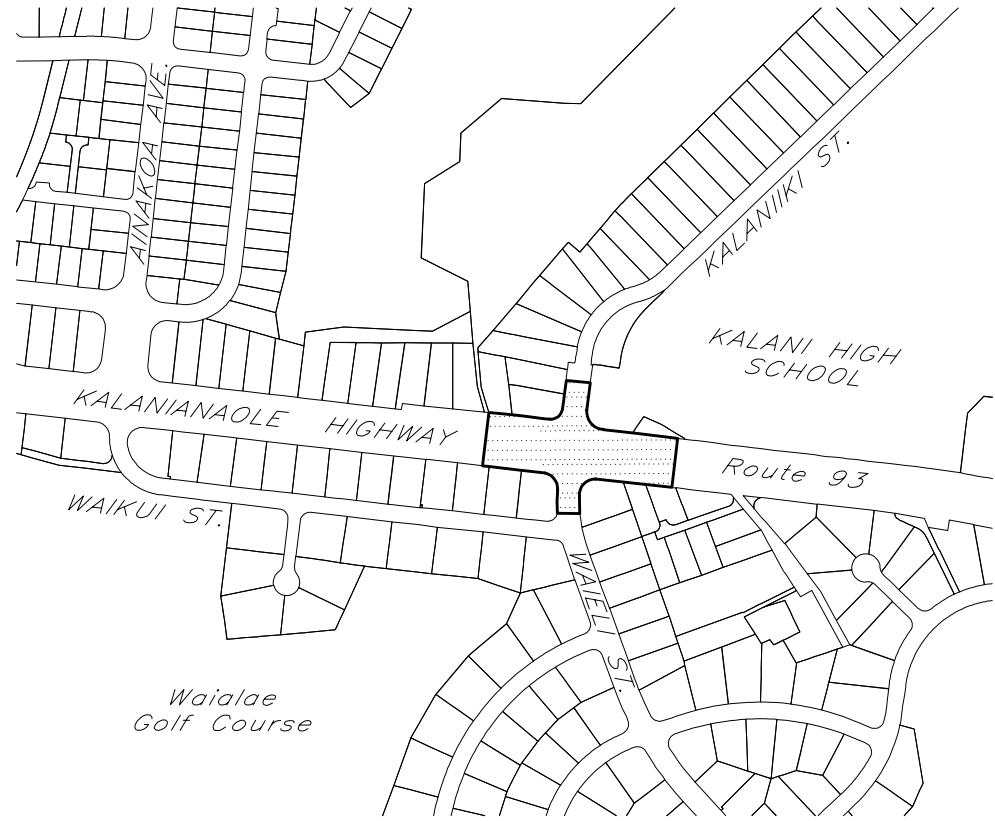 AINAKOA AVE.
KALANIIKI ST.
KALANI HIGH
SCHOOL
KALANIANAOLE HIGHWAY
Route 93
WAIKUI ST.
WAIELI ST.
Waialae
Golf Course